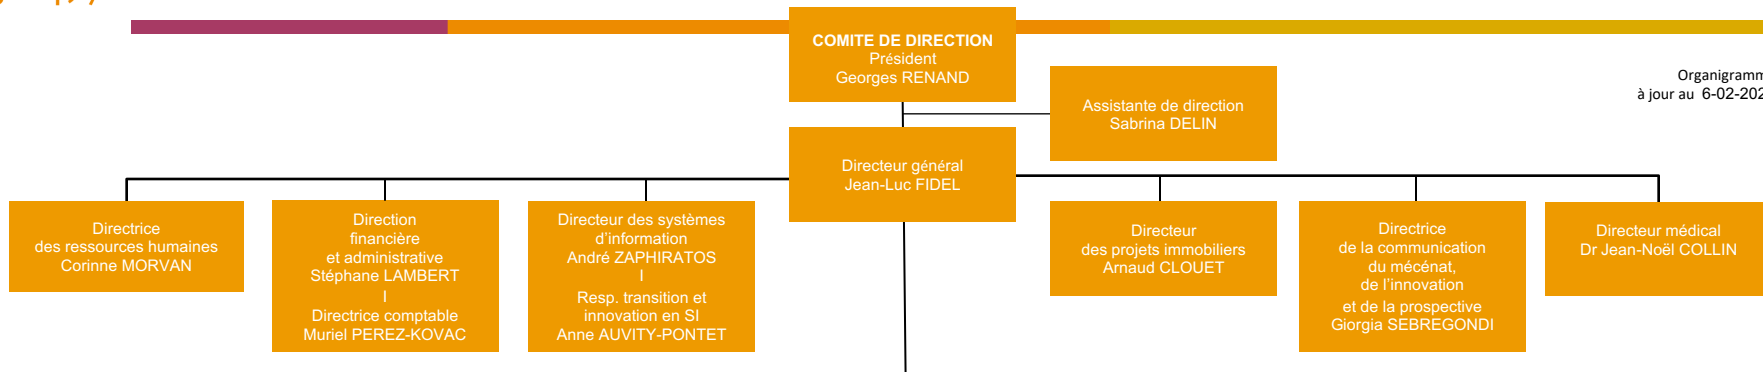 COMITE DE DIRECTION
Président
Georges RENAND
Organigramm
à jour au 6-02-202
Assistante de direction
Sabrina DELIN
Directeur général
Jean-Luc FIDEL
Directrice
des ressources humaines
Corinne MORVAN
Direction
financière
et administrative
Stéphane LAMBERT
I
Directrice comptable
Muriel PEREZ-KOVAC
Directeur des systèmes
d'information
André ZAPHIRATOS
I
Resp. transition et
innovation en SI
Anne AUVITY-PONTET
Directeur
des projets immobiliers
Arnaud CLOUET
Directrice
de la communication
du mécénat,
de l'innovation
et de la prospective
Giorgia SEBREGONDI
Directeur médical
Dr Jean-Noël COLLIN